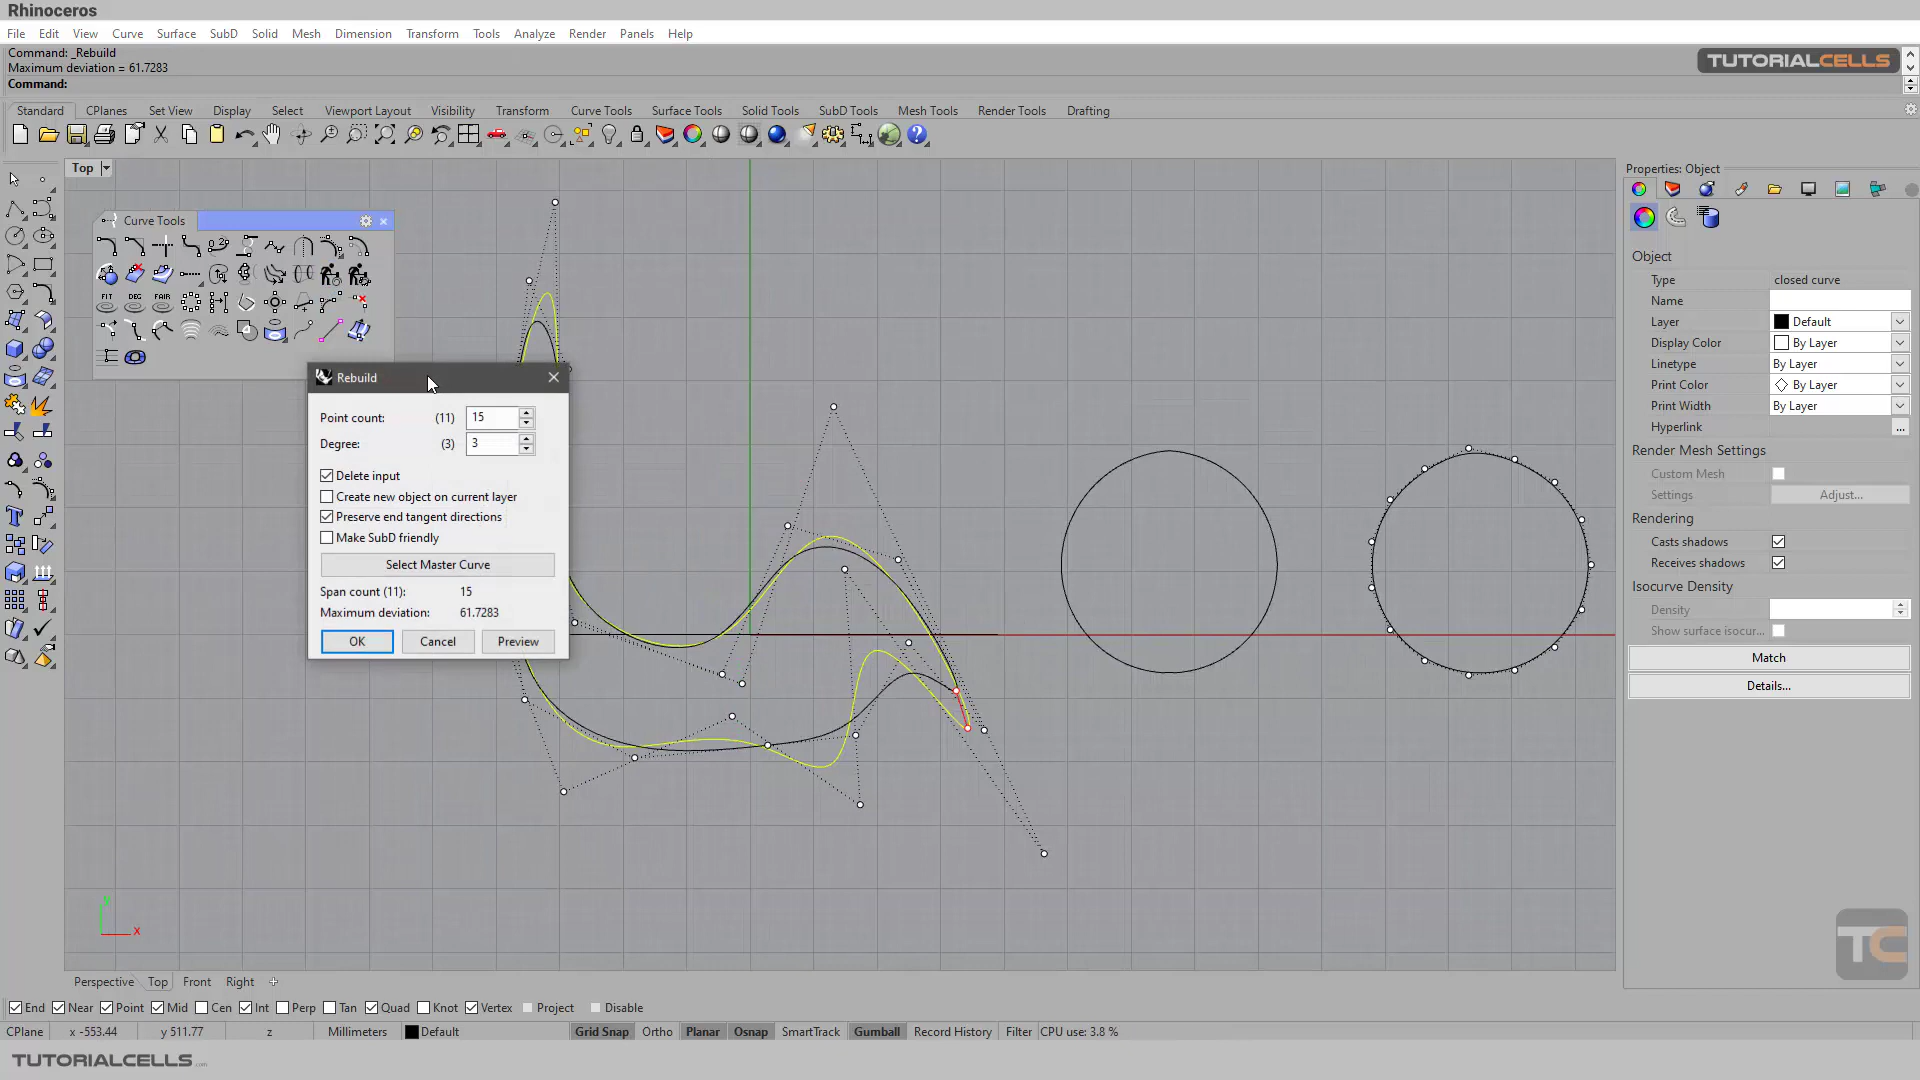 Rhinoceros
File Edit View Curve Surface SubD Solid Mesh Dimension Transform Tools Analyze Render Panels Help
Command: _Rebuild
Maximum deviation = 61.7283
Command:
TUTORIALCELLS
Standard CPlanes Set View Display Select Viewport Layout Visibility Transform Curve Tools Surface Tools Solid Tools SubD Tools Mesh Tools Render Tools Drafting
Top
Curve Tools
FIT DEG FAIR
Rebuild
Point count: (11) 15
Degree: (3) 3
Delete input
Create new object on current layer
Preserve end tangent directions
Make SubD friendly
Select Master Curve
Span count (11): 15
Maximum deviation: 61.7283
OK Cancel Preview
y
x
Properties: Object
Object
Type closed curve
Name
Layer Default
Display Color By Layer
Linetype By Layer
Print Color By Layer
Print Width By Layer
Hyperlink ...
Render Mesh Settings
Custom Mesh
Settings Adjust...
Rendering
Casts shadows
Receives shadows
Isocurve Density
Density
Show surface isocur...
Match
Details...
TC
Perspective Top Front Right
End Near Point Mid Cen Int Perp Tan Quad Knot Vertex Project Disable
CPlane x -553.44 y 511.77 z Millimeters Default Grid Snap Ortho Planar Osnap SmartTrack Gumball Record History Filter CPU use: 3.8 %
TUTORIALCELLS